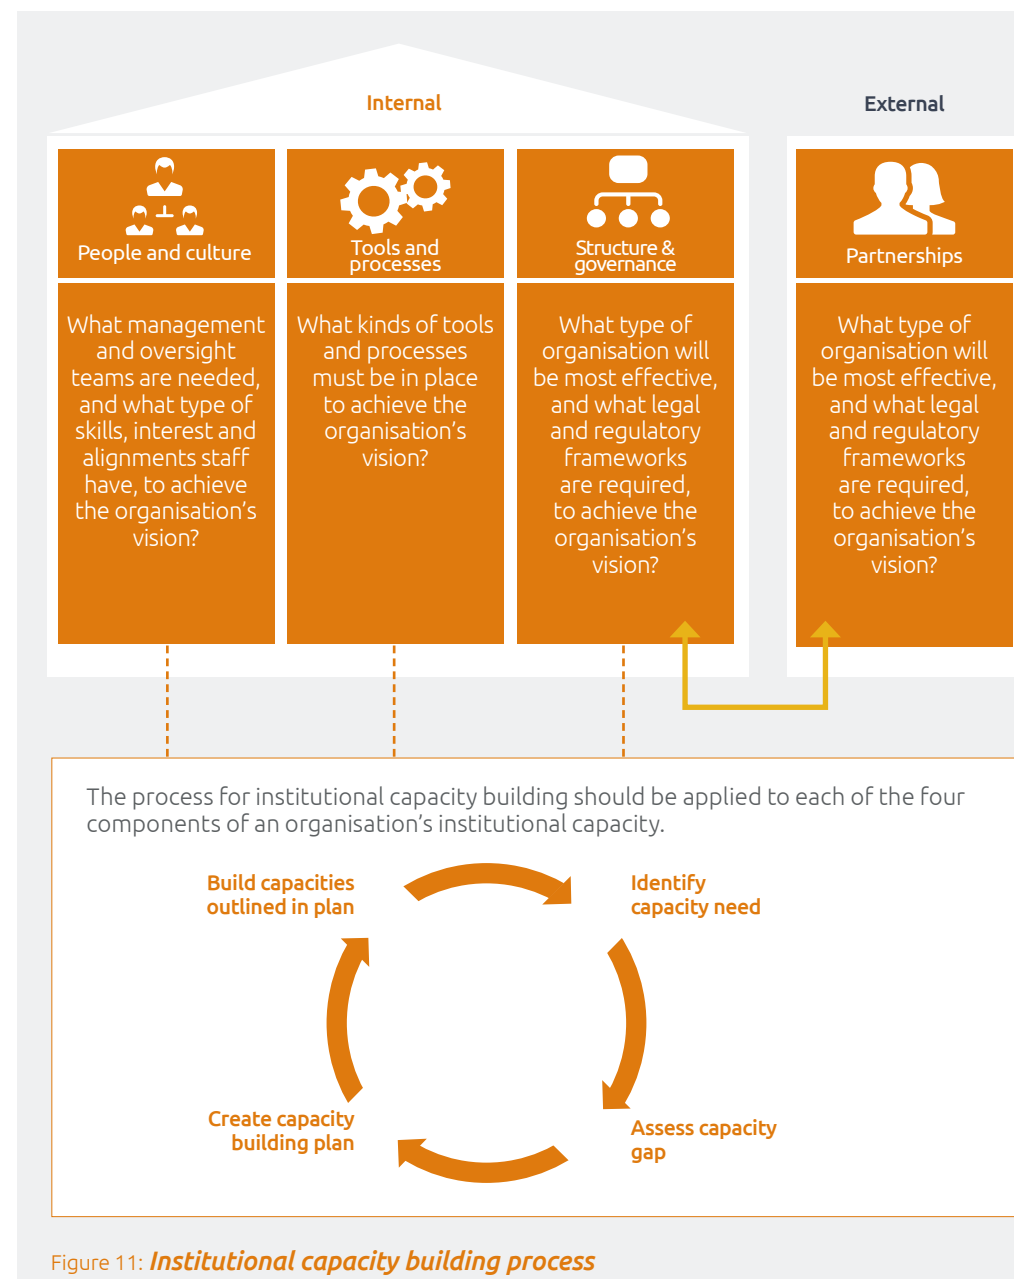 Internal
External
People and culture
Tools and
processes
Structure &
governance
Partnerships
What management
and oversight
teams are needed,
and what type of
skills, interest and
alignments staff
have, to achieve
the organisation's
vision?
What kinds of tools
and processes
must be in place
to achieve the
organisation's
vision?
What type of
organisation will
be most effective,
and what legal
and regulatory
frameworks
are required,
to achieve the
organisation's
vision?
What type of
organisation will
be most effective,
and what legal
and regulatory
frameworks
are required,
to achieve the
organisation's
vision?
The process for institutional capacity building should be applied to each of the four
components of an organisation's institutional capacity.
Build capacities
outlined in plan
Identify
capacity need
Create capacity
building plan
Assess capacity
gap
Figure 11: Institutional capacity building process